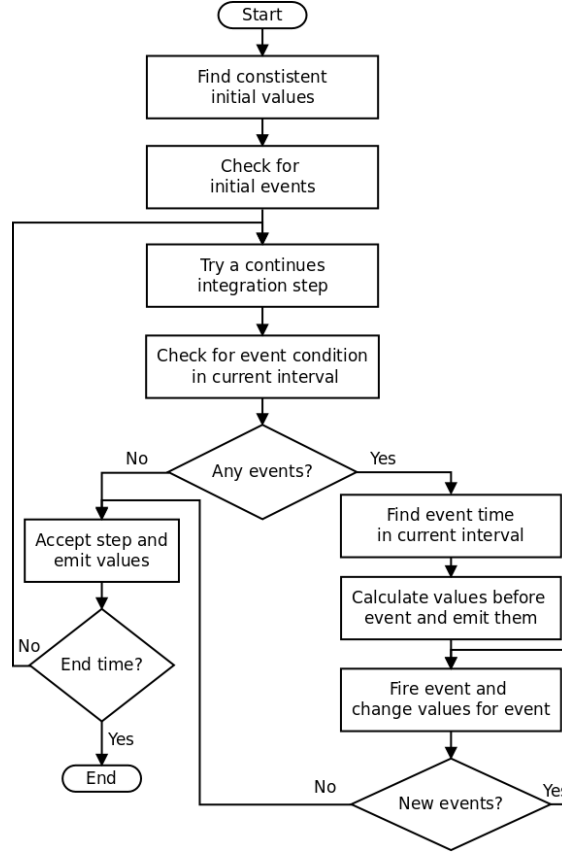 Start
Find constistent
initial values
Check for
initial events
Try a continues
integration step
Check for event condition
in current interval
Any events?
No
Yes
Accept step and
emit values
Find event time
in current interval
Calculate values before
event and emit them
No
End time?
Yes
End
Fire event and
change values for event
No
New events?
Yes